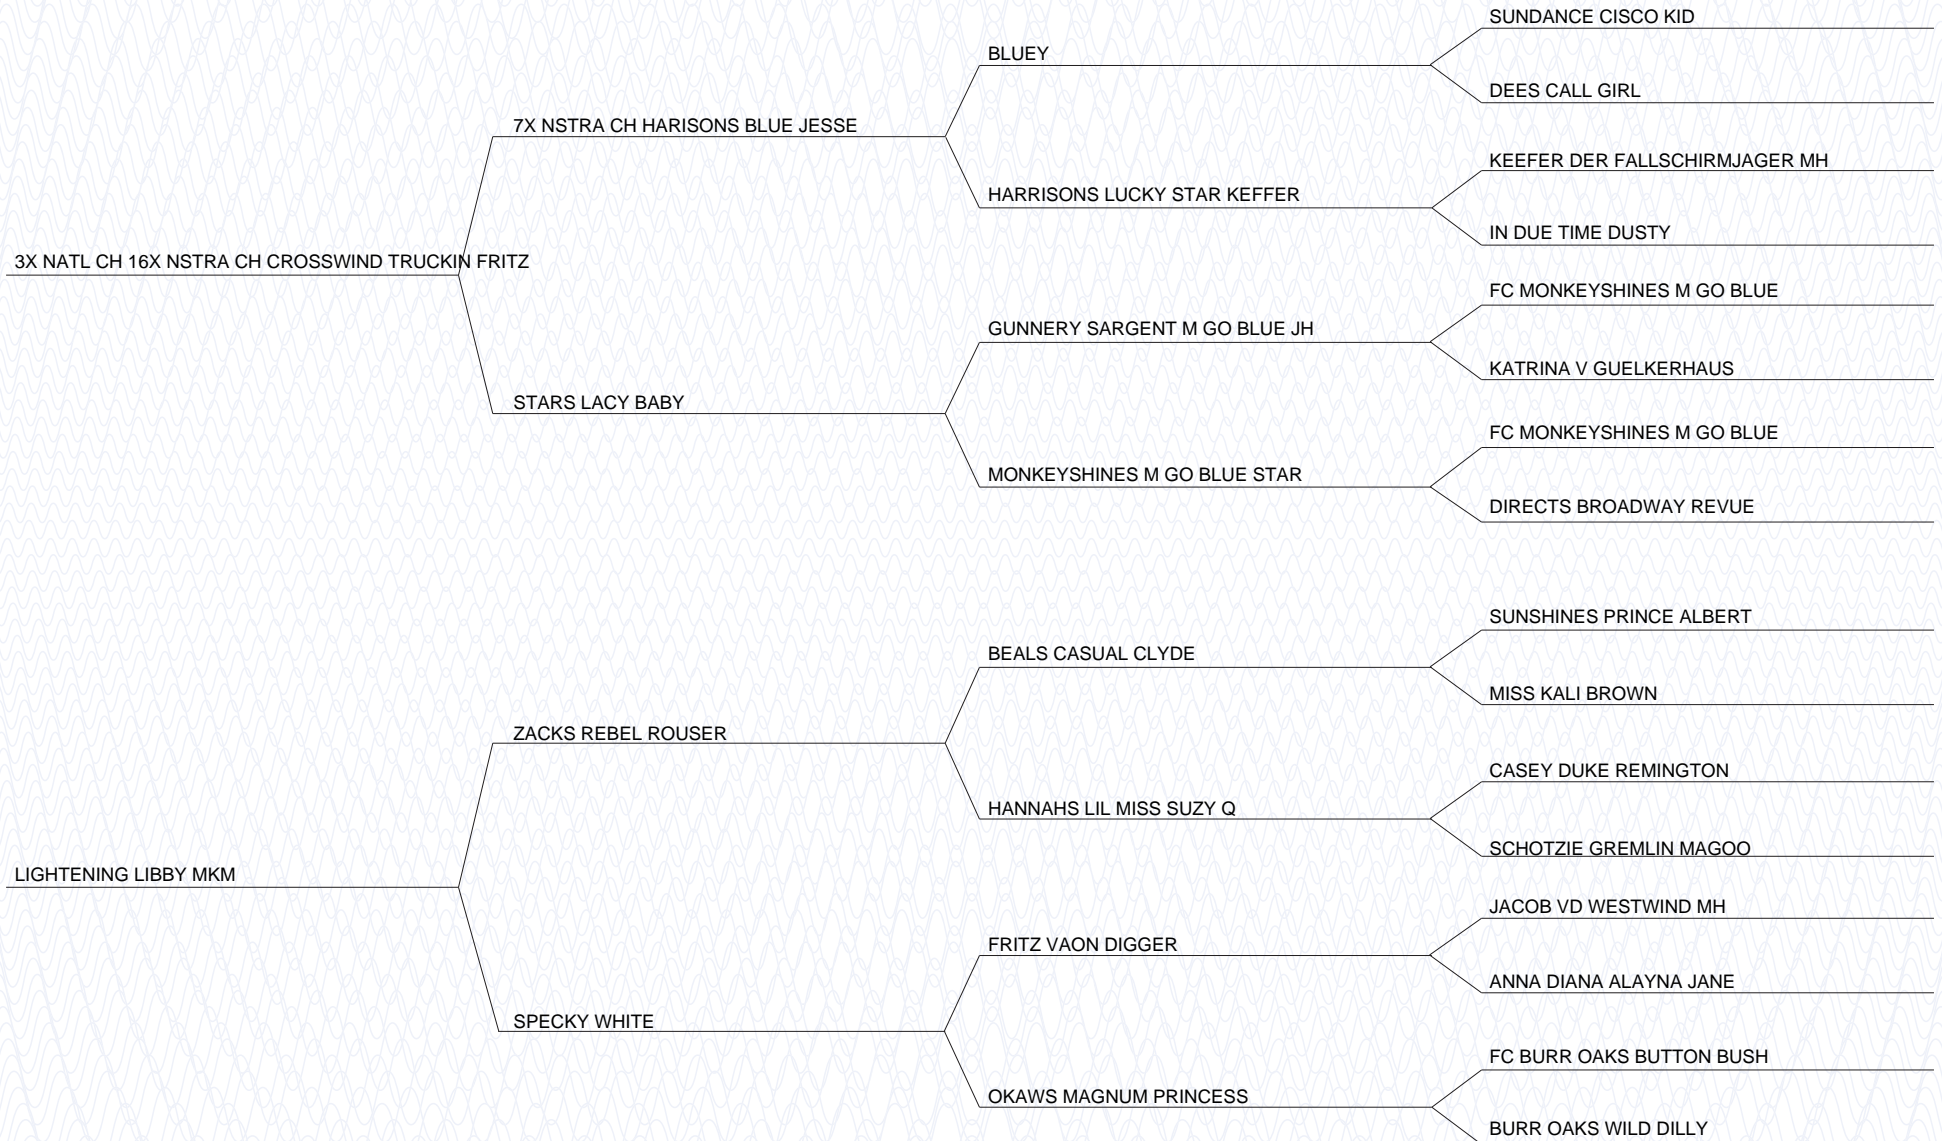 SUNDANCE CISCO KID
BLUEY
DEES CALL GIRL
7X NSTRA CH HARISONS BLUE JESSE
KEEFER DER FALLSCHIRMJAGER MH
HARRISONS LUCKY STAR KEFFER
IN DUE TIME DUSTY
3X NATL CH 16X NSTRA CH CROSSWIND TRUCKIN FRITZ
FC MONKEYSHINES M GO BLUE
GUNNERY SARGENT M GO BLUE JH
KATRINA V GUELKERHAUS
STARS LACY BABY
FC MONKEYSHINES M GO BLUE
MONKEYSHINES M GO BLUE STAR
DIRECTS BROADWAY REVUE
SUNSHINES PRINCE ALBERT
BEALS CASUAL CLYDE
MISS KALI BROWN
ZACKS REBEL ROUSER
CASEY DUKE REMINGTON
HANNAHS LIL MISS SUZY Q
SCHOTZIE GREMLIN MAGOO
LIGHTENING LIBBY MKM
JACOB VD WESTWIND MH
FRITZ VAON DIGGER
ANNA DIANA ALAYNA JANE
SPECKY WHITE
FC BURR OAKS BUTTON BUSH
OKAWS MAGNUM PRINCESS
BURR OAKS WILD DILLY